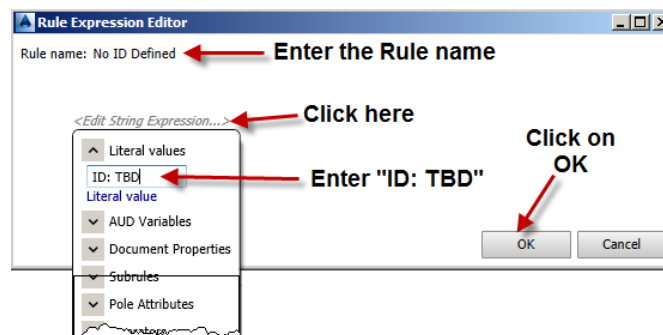 Rule Expression Editor
Rule name: No ID Defined
Enter the Rule name
<Edit String Expression...>
Click here
Literal values
ID: TBD
Enter "ID: TBD"
Literal value
Click on
OK
AUD Variables
Document Properties
OK
Cancel
Subrules
Pole Attributes